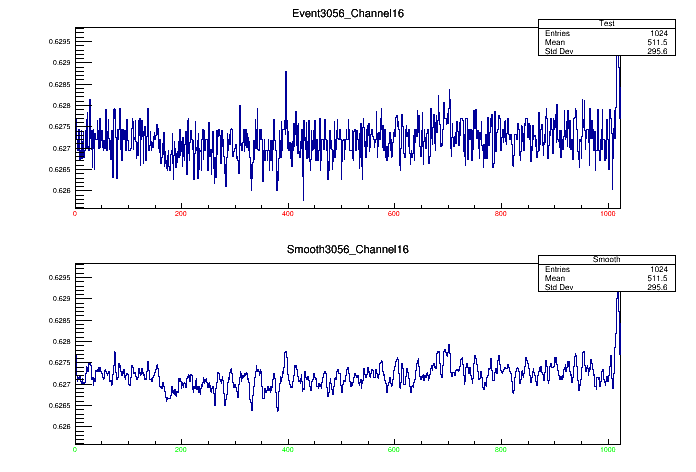 Event3056_Channel16
Test
Entries 1024
Mean 511.5
Std Dev 295.6
0.6295
0.629
0.6285
0.628
0.6275
0.627
0.6265
0.626
0 200 400 600 800 1000
Smooth3056_Channel16
Smooth
Entries 1024
Mean 511.5
Std Dev 295.6
0.6295
0.629
0.6285
0.628
0.6275
0.627
0.6265
0.626
0 200 400 600 800 1000